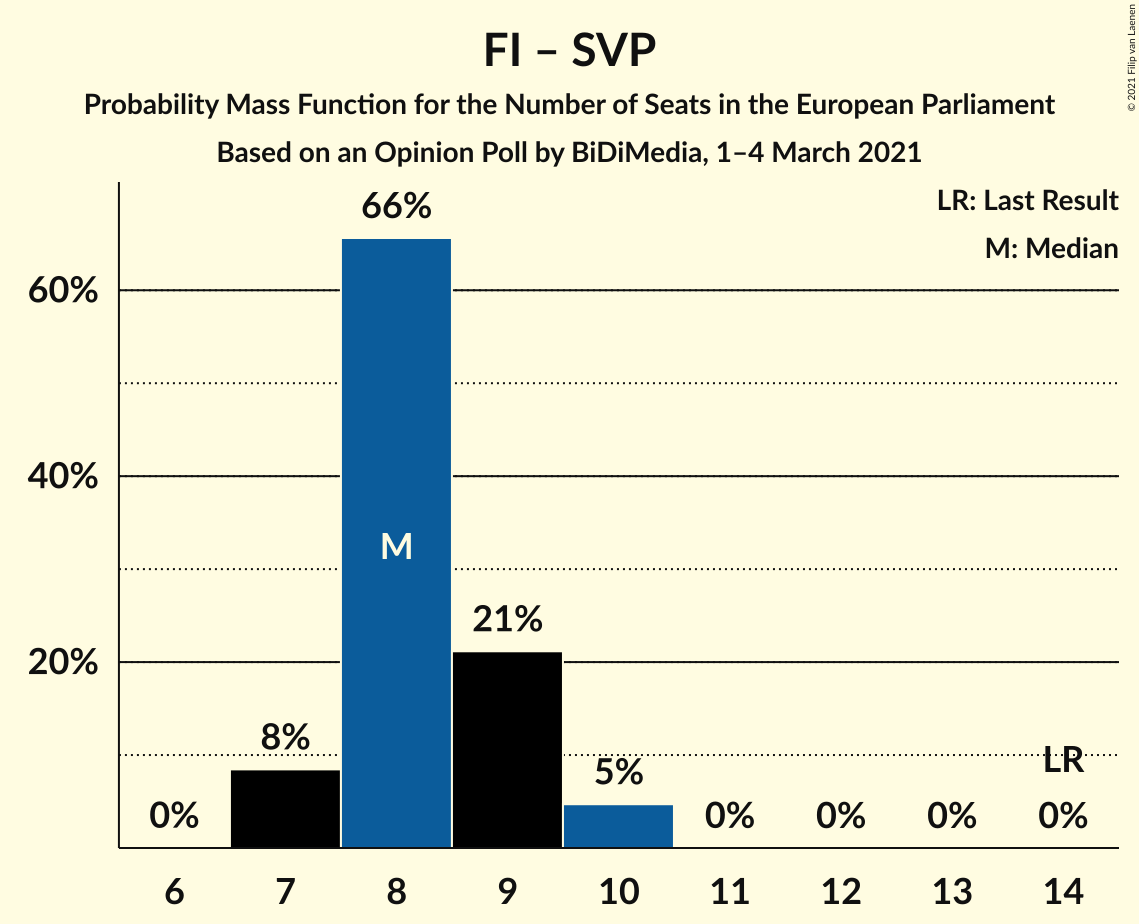 FI – SVP
Probability Mass Function for the Number of Seats in the European Parliament
Based on an Opinion Poll by BiDiMedia, 1–4 March 2021
© 2021 Filip van Laenen
LR: Last Result
M: Median
66%
60%
40%
M
21%
20%
8%
5%
LR
0%
0%
0%
0%
0%
6
7
8
9
10
11
12
13
14